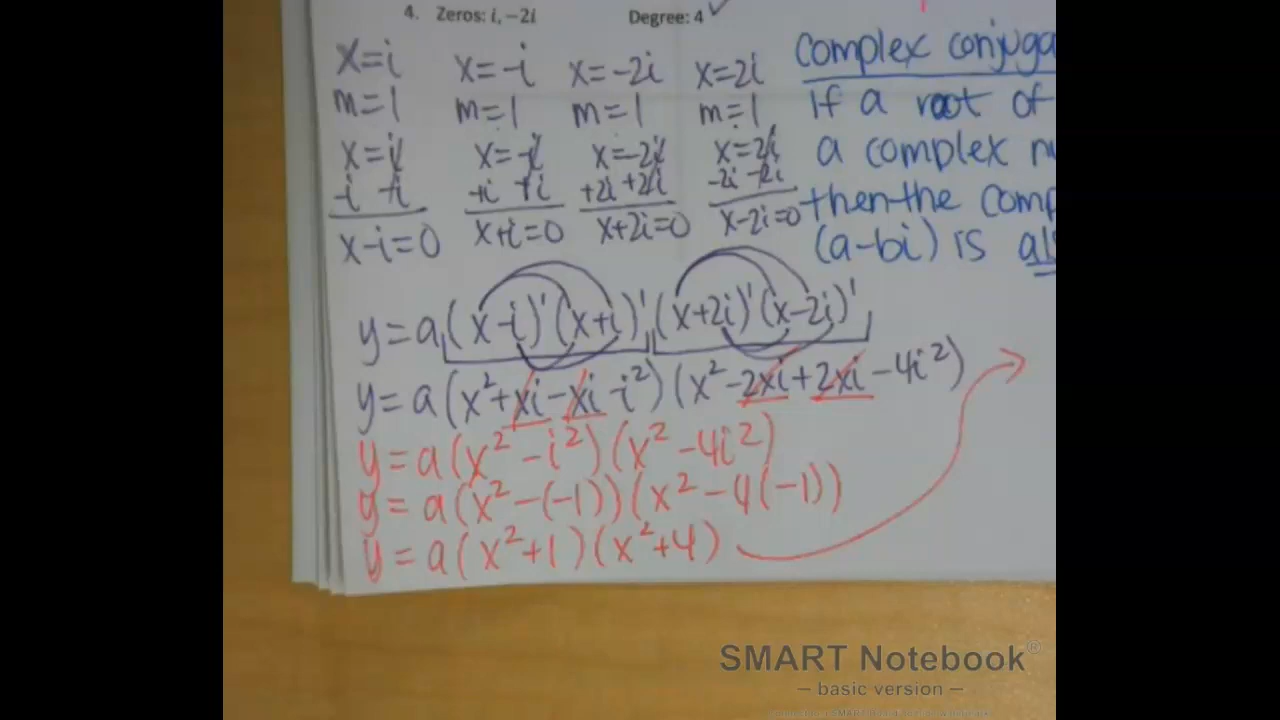 4. Zeros: i, −2i Degree: 4 ✓
x=i x=-i x=-2i x=2i
m=1 m=1 m=1 m=1
x=i x=-i x=-2i x=2i
-i -i +i +i +2i +2i -2i -2i
x-i=0 x+i=0 x+2i=0 x-2i=0
complex conjuga
If a root of
a complex n
then the comp
(a-bi) is al
y=a(x-i)¹(x+i)¹(x+2i)¹(x-2i)¹
y=a(x²+xi-xi-i²)(x²-2xi+2xi-4i²)
y=a(x²-i²)(x²-4i²)
y=a(x²-(-1))(x²-4(-1))
y=a(x²+1)(x²+4)
SMART Notebook®
– basic version –